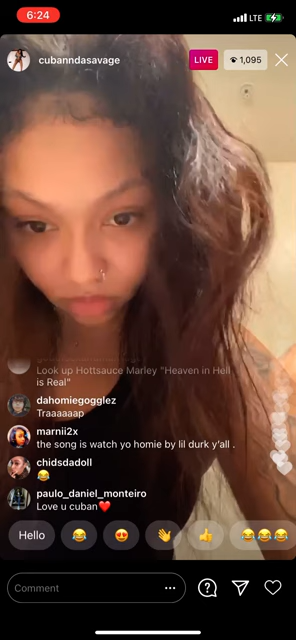 6:24
LTE
cubanndasavage
LIVE
1,095
Look up Hottsauce Marley "Heaven in Hell
is Real"
dahomiegogglez
Traaaaaap
marnii2x
the song is watch yo homie by lil durk y'all .
chidsdadoll
😂
paulo_daniel_monteiro
Love u cuban❤️
Hello 😂 😍 👋 👍 😂😂😂
Comment